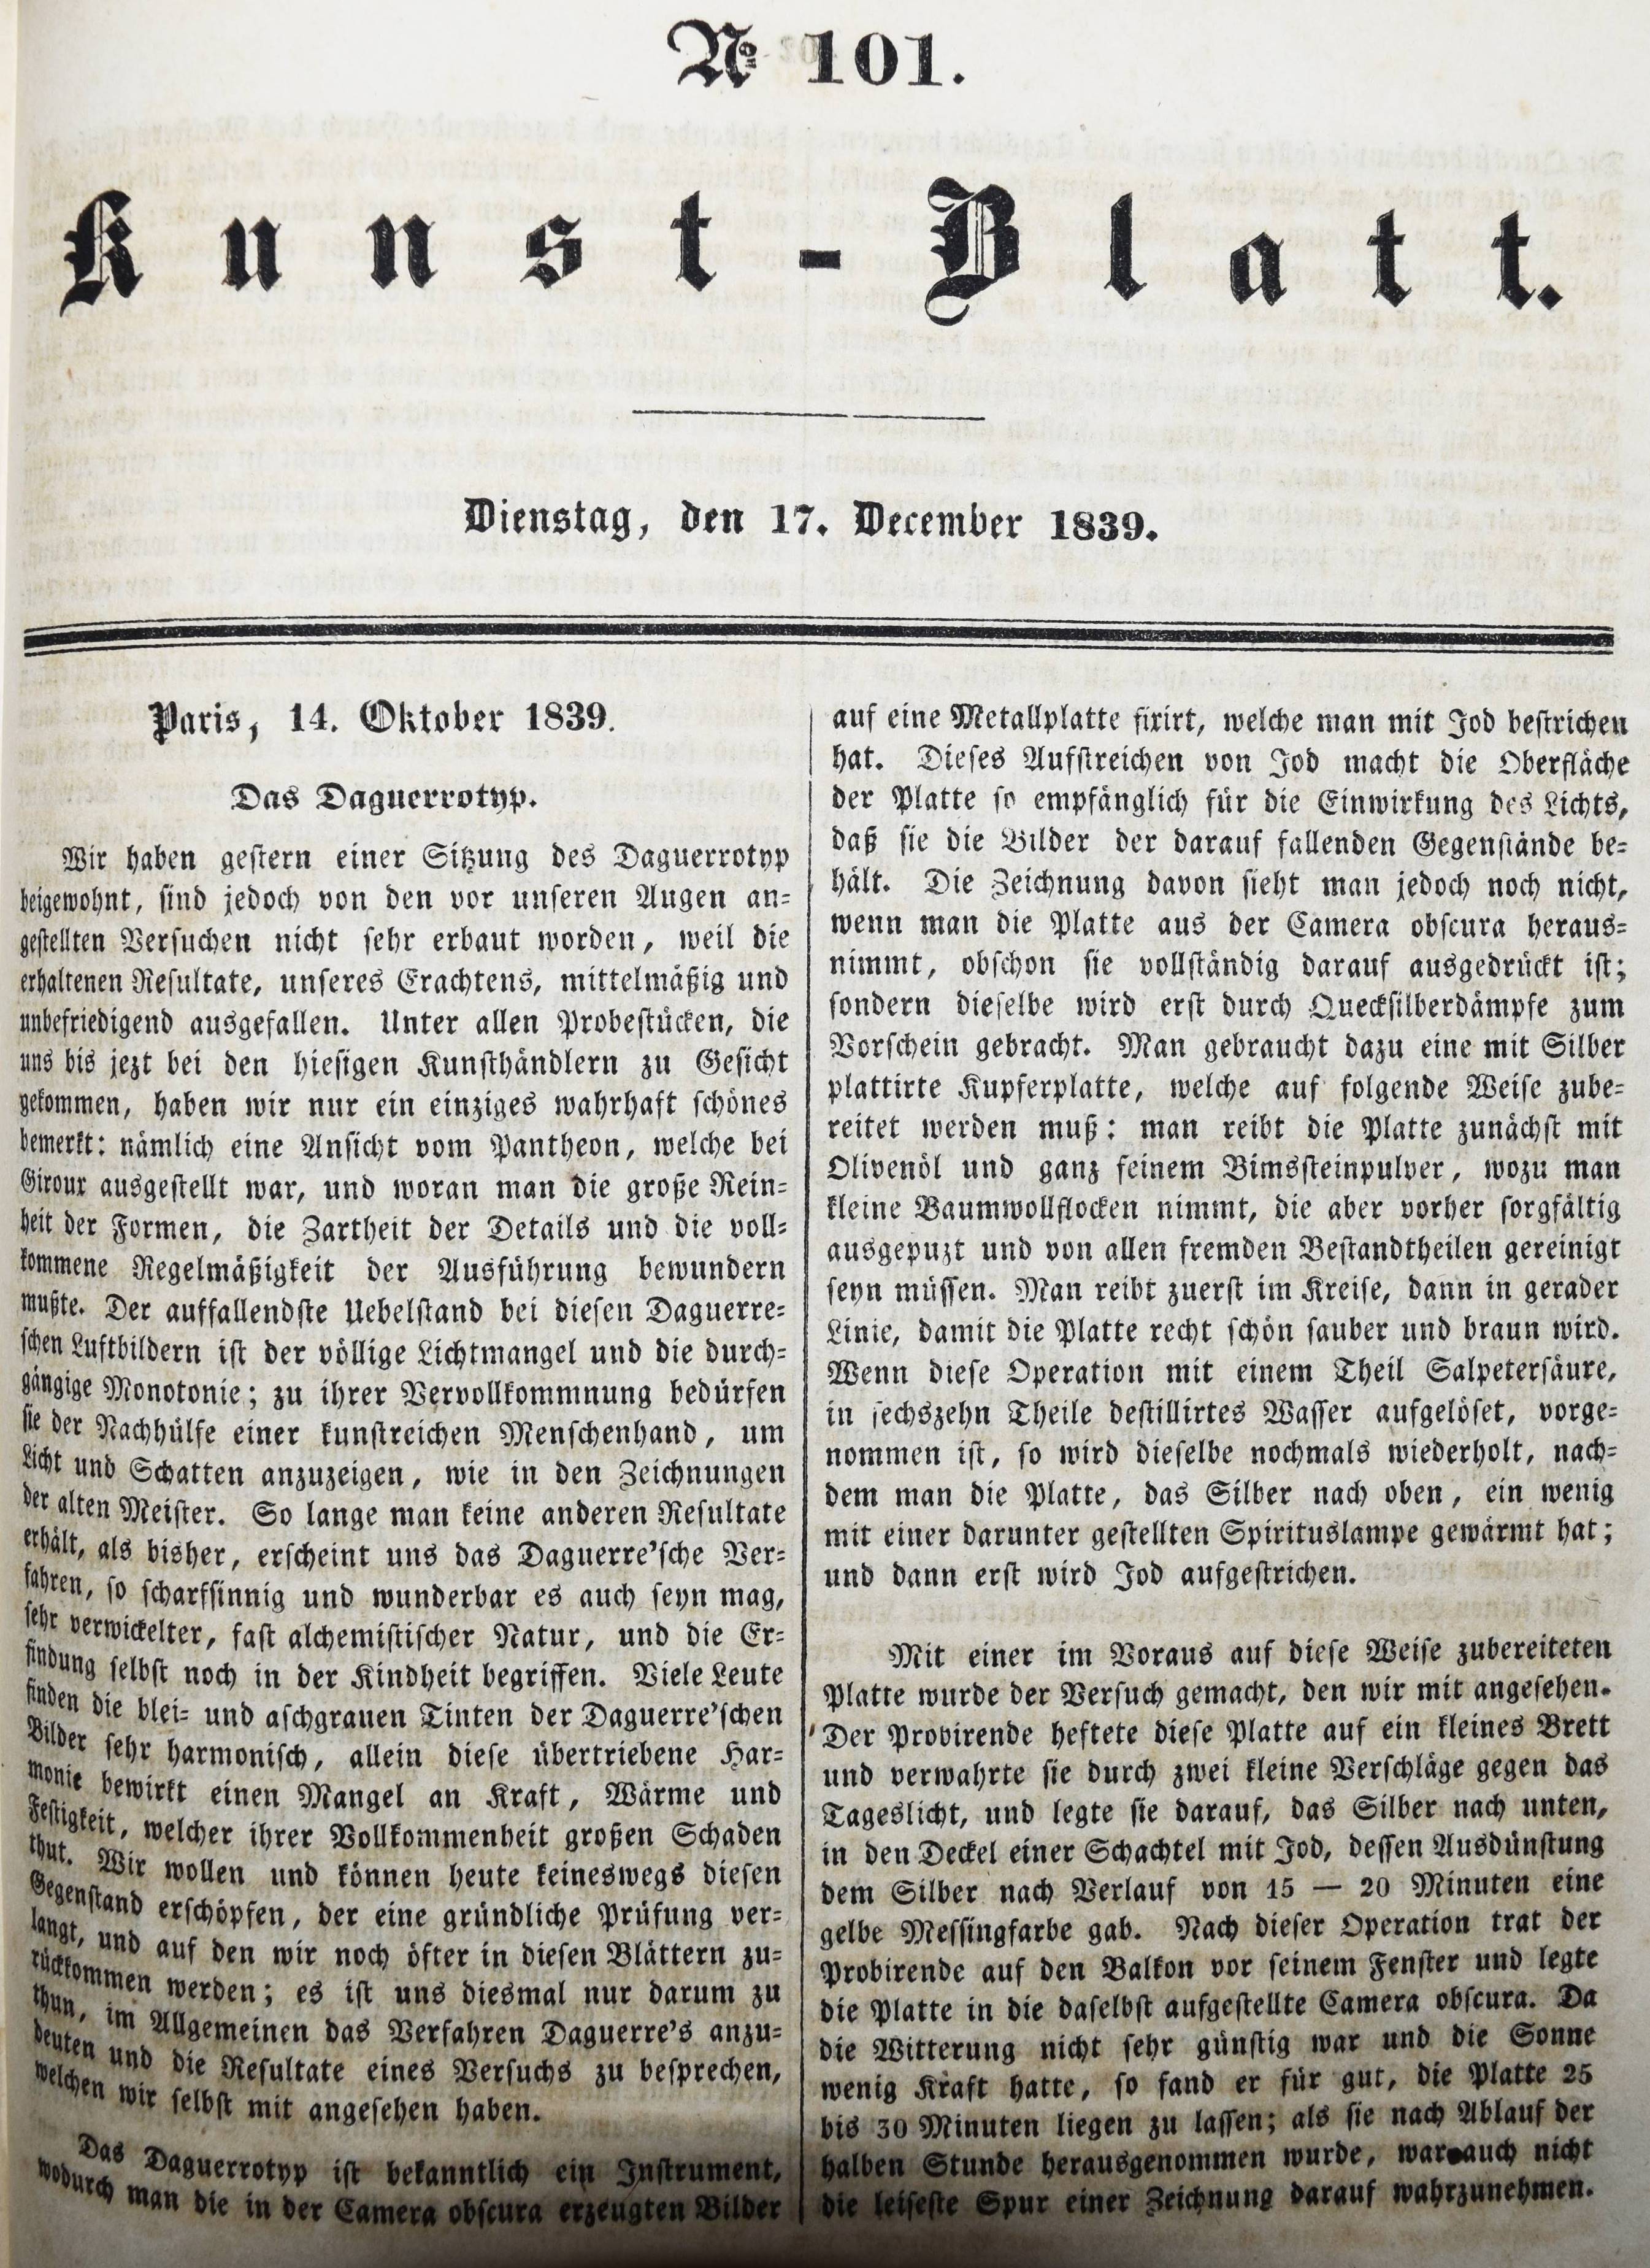 № 101.
Kunst-Blatt.
Dienstag, den 17. December 1839.
Paris, 14. Oktober 1839.
Das Daguerrotyp.
Wir haben gestern einer Sitzung des Daguerrotyp
beigewohnt, sind jedoch von den vor unseren Augen an=
gestellten Versuchen nicht sehr erbaut worden, weil die
erhaltenen Resultate, unseres Erachtens, mittelmäßig und
unbefriedigend ausgefallen. Unter allen Probestücken, die
uns bis jezt bei den hiesigen Kunsthändlern zu Gesicht
gekommen, haben wir nur ein einziges wahrhaft schönes
bemerkt: nämlich eine Ansicht vom Pantheon, welche bei
Giroux ausgestellt war, und woran man die große Rein=
heit der Formen, die Zartheit der Details und die voll=
kommene Regelmäßigkeit der Ausführung bewundern
mußte. Der auffallendste Uebelstand bei diesen Daguerre=
schen Luftbildern ist der völlige Lichtmangel und die durch=
gängige Monotonie; zu ihrer Vervollkommnung bedürfen
sie der Nachhülfe einer kunstreichen Menschenhand, um
Licht und Schatten anzuzeigen, wie in den Zeichnungen
der alten Meister. So lange man keine anderen Resultate
erhält, als bisher, erscheint uns das Daguerre'sche Ver=
fahren, so scharfsinnig und wunderbar es auch seyn mag,
sehr verwickelter, fast alchemistischer Natur, und die Er=
findung selbst noch in der Kindheit begriffen. Viele Leute
finden die blei= und aschgrauen Tinten der Daguerre'schen
Bilder sehr harmonisch, allein diese übertriebene Har=
monie bewirkt einen Mangel an Kraft, Wärme und
Festigkeit, welcher ihrer Vollkommenheit großen Schaden
thut. Wir wollen und können heute keineswegs diesen
Gegenstand erschöpfen, der eine gründliche Prüfung ver=
langt, und auf den wir noch öfter in diesen Blättern zu=
rückkommen werden; es ist uns diesmal nur darum zu
thun, im Allgemeinen das Verfahren Daguerre's anzu=
deuten und die Resultate eines Versuchs zu besprechen,
welchen wir selbst mit angesehen haben.
Das Daguerrotyp ist bekanntlich ein Instrument,
wodurch man die in der Camera obscura erzeugten Bilder
auf eine Metallplatte fixirt, welche man mit Jod bestrichen
hat. Dieses Aufstreichen von Jod macht die Oberfläche
der Platte so empfänglich für die Einwirkung des Lichts,
daß sie die Bilder der darauf fallenden Gegenstände be=
hält. Die Zeichnung davon sieht man jedoch noch nicht,
wenn man die Platte aus der Camera obscura heraus=
nimmt, obschon sie vollständig darauf ausgedrückt ist;
sondern dieselbe wird erst durch Quecksilberdämpfe zum
Vorschein gebracht. Man gebraucht dazu eine mit Silber
plattirte Kupferplatte, welche auf folgende Weise zube=
reitet werden muß: man reibt die Platte zunächst mit
Olivenöl und ganz feinem Bimssteinpulver, wozu man
kleine Baumwollflocken nimmt, die aber vorher sorgfältig
ausgepuzt und von allen fremden Bestandtheilen gereinigt
seyn müssen. Man reibt zuerst im Kreise, dann in gerader
Linie, damit die Platte recht schön sauber und braun wird.
Wenn diese Operation mit einem Theil Salpetersäure,
in sechszehn Theile destillirtes Wasser aufgelöset, vorge=
nommen ist, so wird dieselbe nochmals wiederholt, nach=
dem man die Platte, das Silber nach oben, ein wenig
mit einer darunter gestellten Spirituslampe gewärmt hat;
und dann erst wird Jod aufgestrichen.
Mit einer im Voraus auf diese Weise zubereiteten
Platte wurde der Versuch gemacht, den wir mit angesehen.
Der Probirende heftete diese Platte auf ein kleines Brett
und verwahrte sie durch zwei kleine Verschläge gegen das
Tageslicht, und legte sie darauf, das Silber nach unten,
in den Deckel einer Schachtel mit Jod, dessen Ausdünstung
dem Silber nach Verlauf von 15 — 20 Minuten eine
gelbe Messingfarbe gab. Nach dieser Operation trat der
Probirende auf den Balkon vor seinem Fenster und legte
die Platte in die daselbst aufgestellte Camera obscura. Da
die Witterung nicht sehr günstig war und die Sonne
wenig Kraft hatte, so fand er für gut, die Platte 25
bis 30 Minuten liegen zu lassen; als sie nach Ablauf der
halben Stunde herausgenommen wurde, war auch nicht
die leiseste Spur einer Zeichnung darauf wahrzunehmen.